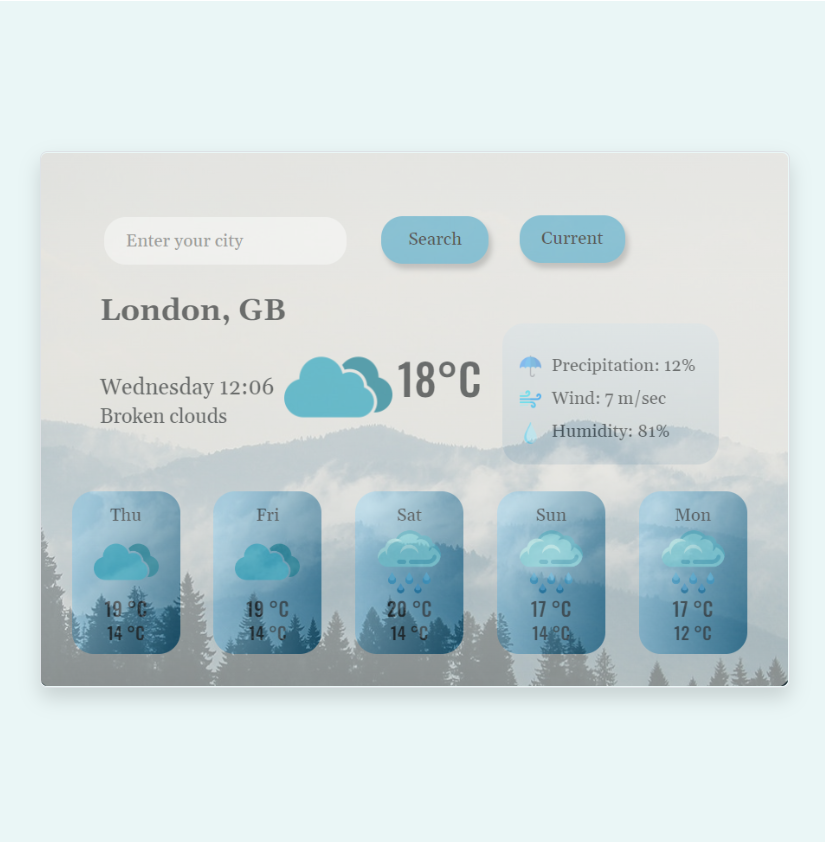 Enter your city
Search
Current
London, GB
Wednesday 12:06
Broken clouds
18°C
Precipitation: 12%
Wind: 7 m/sec
Humidity: 81%
Thu
19 °C
14 °C
Fri
19 °C
14 °C
Sat
20 °C
14 °C
Sun
17 °C
14 °C
Mon
17 °C
12 °C